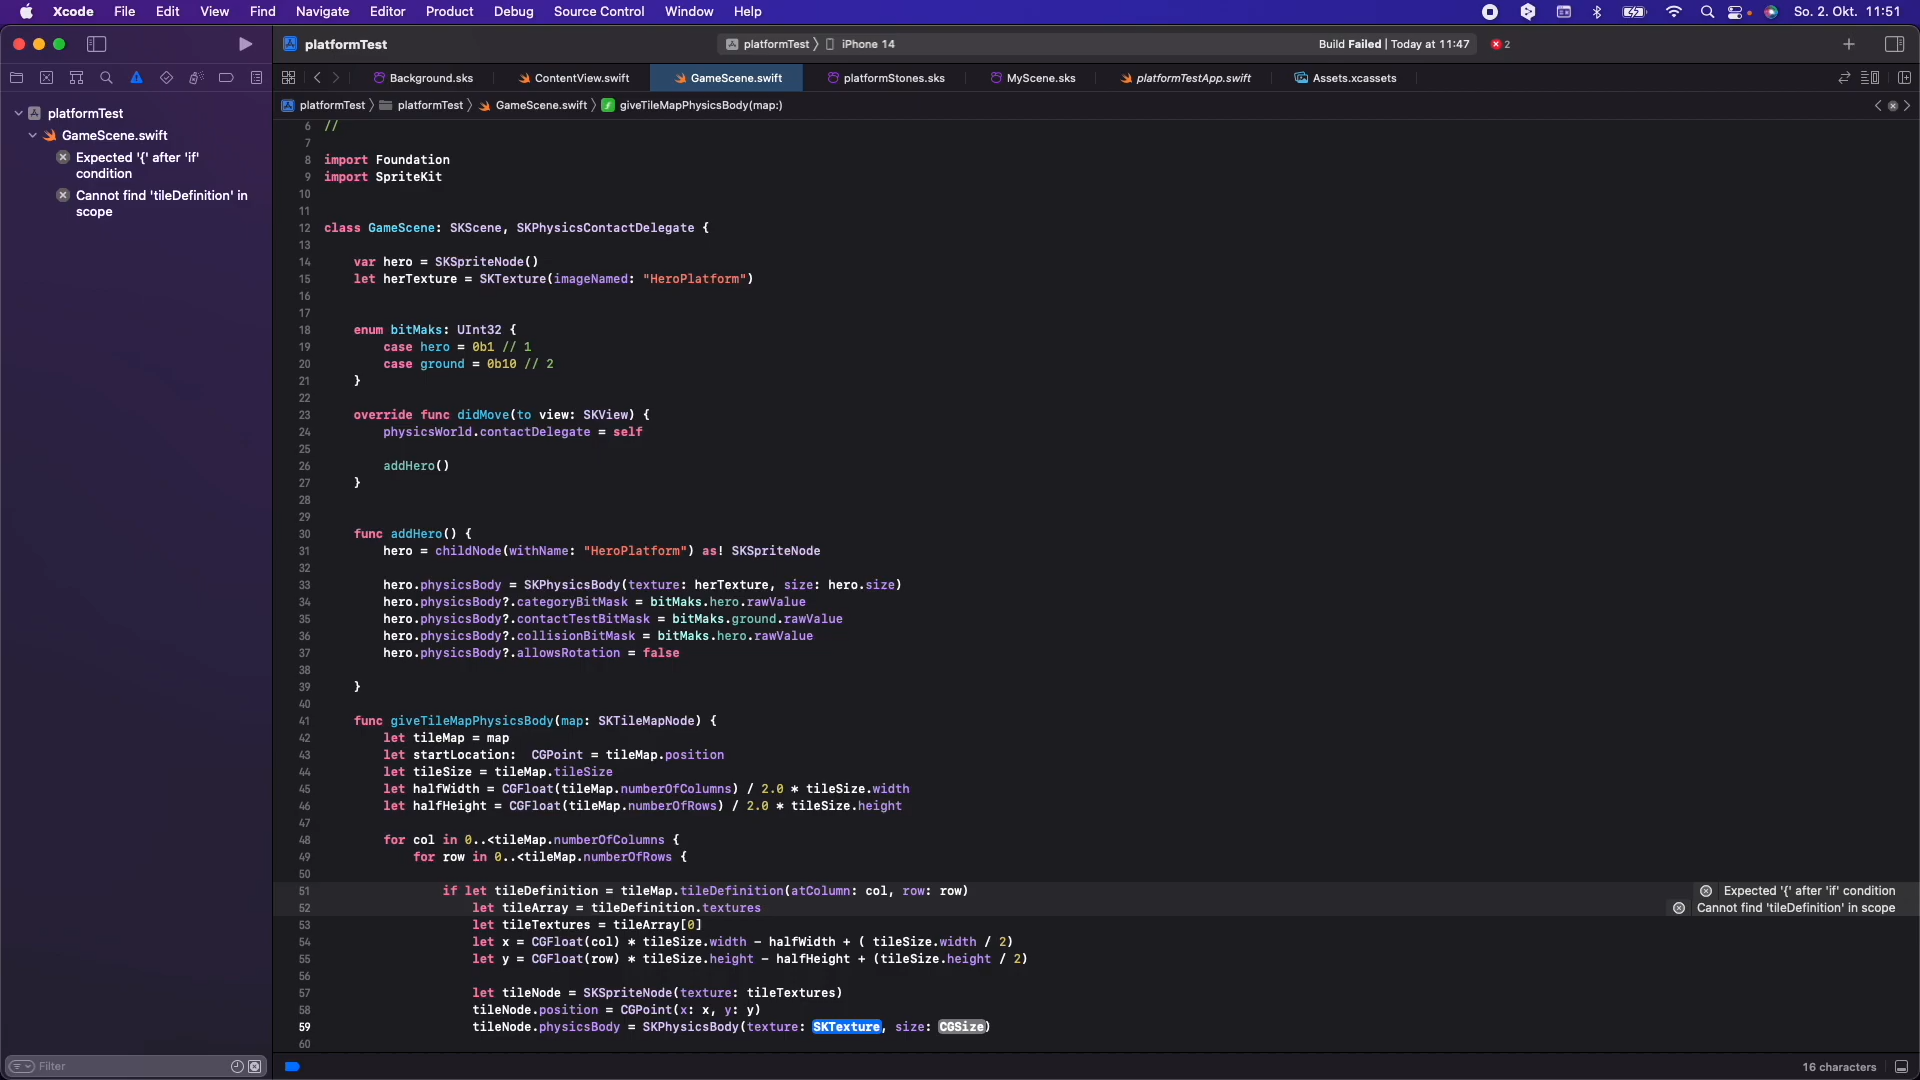 Xcode File Edit View Find Navigate Editor Product Debug Source Control Window Help So. 2. Okt. 11:51
platformTest
platformTest iPhone 14 Build Failed | Today at 11:47 2
Background.sks ContentView.swift GameScene.swift platformStones.sks MyScene.sks platformTestApp.swift Assets.xcassets
platformTest platformTest GameScene.swift giveTileMapPhysicsBody(map:)
platformTest
GameScene.swift
Expected '{' after 'if'
condition
Cannot find 'tileDefinition' in
scope
6 //
7
8 import Foundation
9 import SpriteKit
10
11
12 class GameScene: SKScene, SKPhysicsContactDelegate {
13
14 var hero = SKSpriteNode()
15 let herTexture = SKTexture(imageNamed: "HeroPlatform")
16
17
18 enum bitMaks: UInt32 {
19 case hero = 0b1 // 1
20 case ground = 0b10 // 2
21 }
22
23 override func didMove(to view: SKView) {
24 physicsWorld.contactDelegate = self
25
26 addHero()
27 }
28
29
30 func addHero() {
31 hero = childNode(withName: "HeroPlatform") as! SKSpriteNode
32
33 hero.physicsBody = SKPhysicsBody(texture: herTexture, size: hero.size)
34 hero.physicsBody?.categoryBitMask = bitMaks.hero.rawValue
35 hero.physicsBody?.contactTestBitMask = bitMaks.ground.rawValue
36 hero.physicsBody?.collisionBitMask = bitMaks.hero.rawValue
37 hero.physicsBody?.allowsRotation = false
38
39 }
40
41 func giveTileMapPhysicsBody(map: SKTileMapNode) {
42 let tileMap = map
43 let startLocation:  CGPoint = tileMap.position
44 let tileSize = tileMap.tileSize
45 let halfWidth = CGFloat(tileMap.numberOfColumns) / 2.0 * tileSize.width
46 let halfHeight = CGFloat(tileMap.numberOfRows) / 2.0 * tileSize.height
47
48 for col in 0..<tileMap.numberOfColumns {
49 for row in 0..<tileMap.numberOfRows {
50
51 if let tileDefinition = tileMap.tileDefinition(atColumn: col, row: row) Expected '{' after 'if' condition
52 let tileArray = tileDefinition.textures Cannot find 'tileDefinition' in scope
53 let tileTextures = tileArray[0]
54 let x = CGFloat(col) * tileSize.width - halfWidth + ( tileSize.width / 2)
55 let y = CGFloat(row) * tileSize.height - halfHeight + (tileSize.height / 2)
56
57 let tileNode = SKSpriteNode(texture: tileTextures)
58 tileNode.position = CGPoint(x: x, y: y)
59 tileNode.physicsBody = SKPhysicsBody(texture: SKTexture, size: CGSize)
60
Filter
16 characters